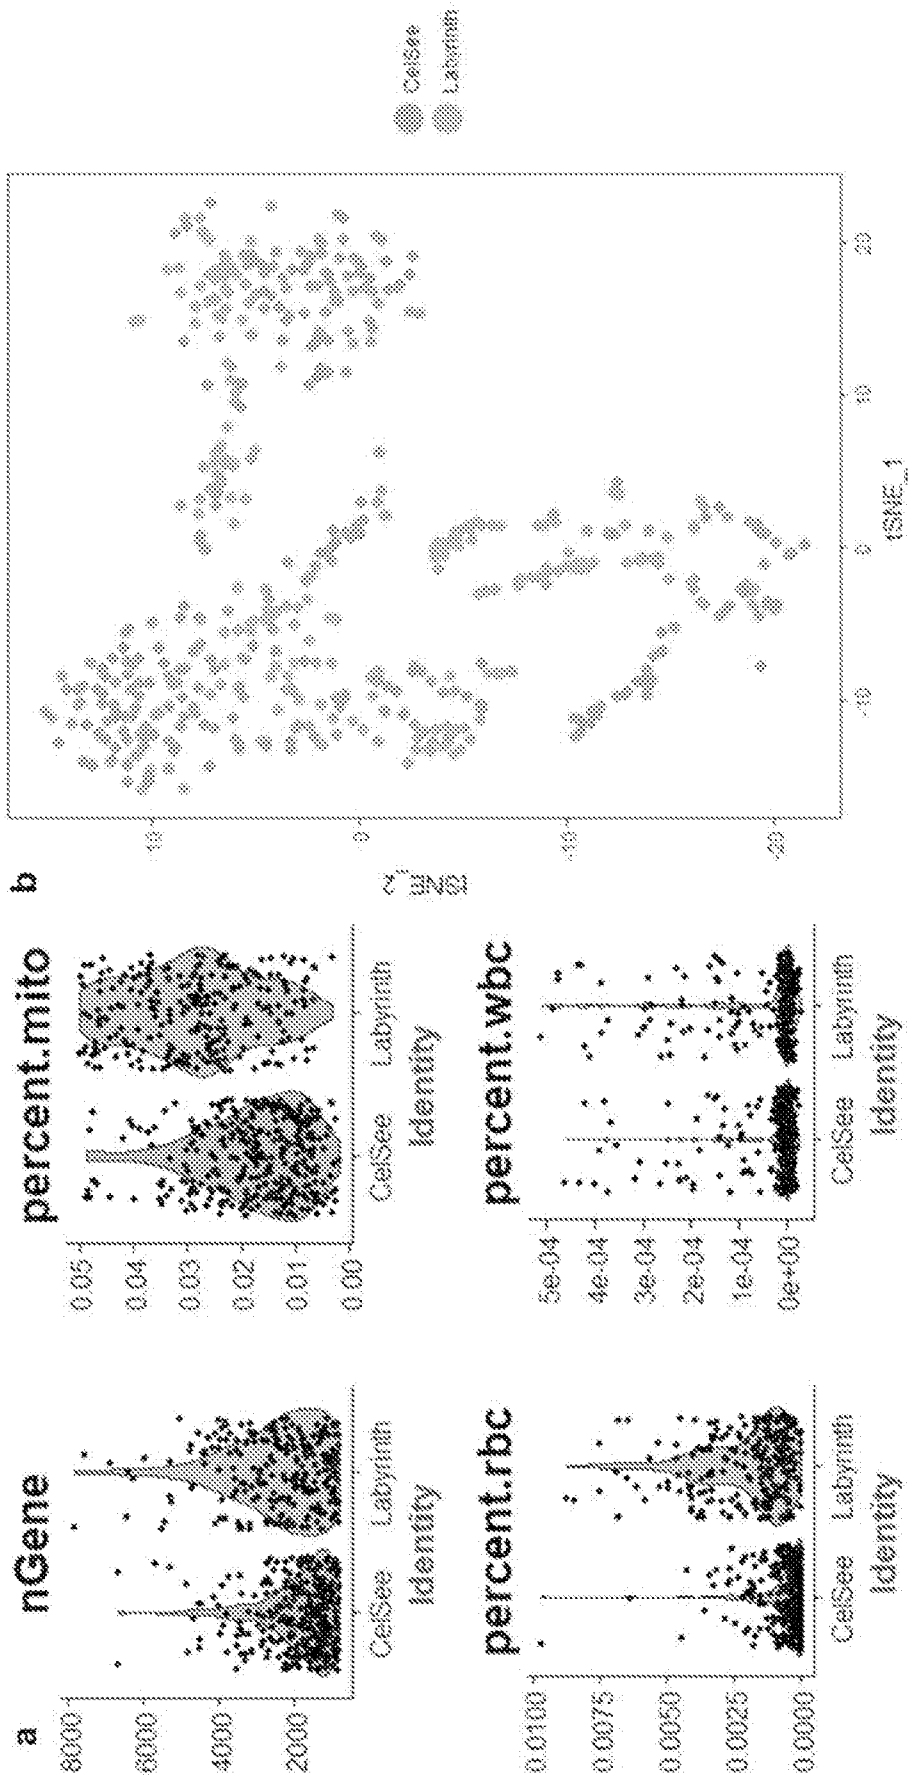 a
nGene
8000
6000
4000
2000
CelSee
Labyrinth
Identity
percent.mito
0.05
0.04
0.03
0.02
0.01
0.00
CelSee
Labyrinth
Identity
percent.rbc
0.0100
0.0075
0.0050
0.0025
0.0000
CelSee
Labyrinth
Identity
percent.wbc
5e-04
4e-04
3e-04
2e-04
1e-04
0e+00
CelSee
Labyrinth
Identity
b
tSNE_2
10
0
-10
-20
-10
0
10
20
tSNE_1
CelSee
Labyrinth